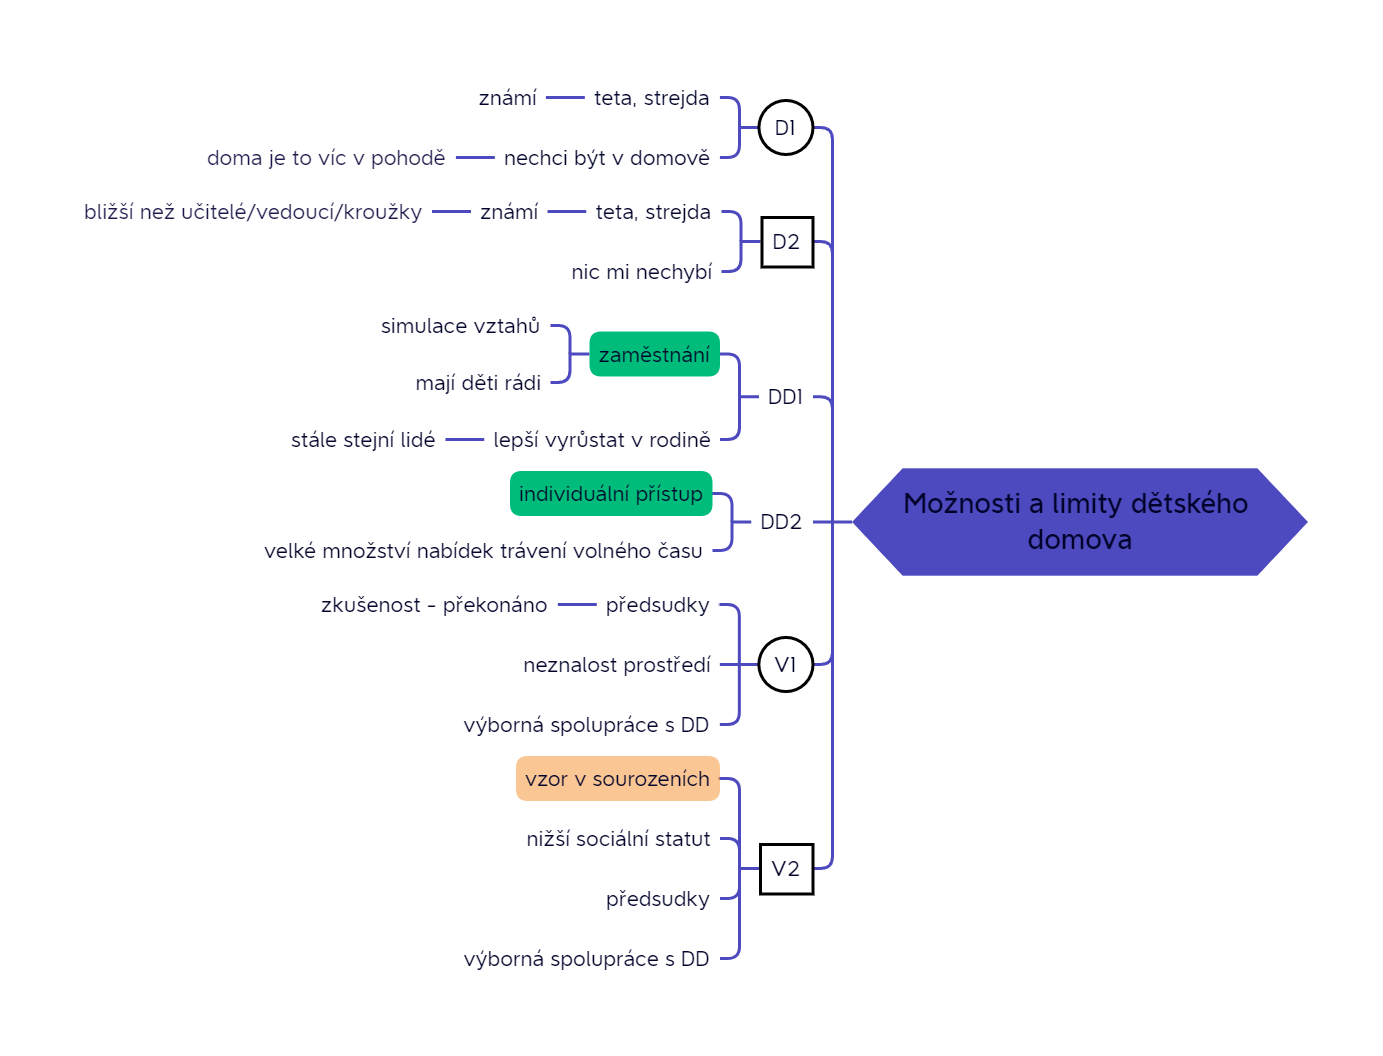 známí
teta, strejda
D1
doma je to víc v pohodě
nechci být v domově
bližší než učitelé/vedoucí/kroužky
známí
teta, strejda
D2
nic mi nechybí
simulace vztahů
zaměstnání
mají děti rádi
DD1
stále stejní lidé
lepší vyrůstat v rodině
individuální přístup
DD2
velké množství nabídek trávení volného času
Možnosti a limity dětského
domova
zkušenost - překonáno
předsudky
neznalost prostředí
V1
výborná spolupráce s DD
vzor v sourozeních
nižší sociální statut
V2
předsudky
výborná spolupráce s DD